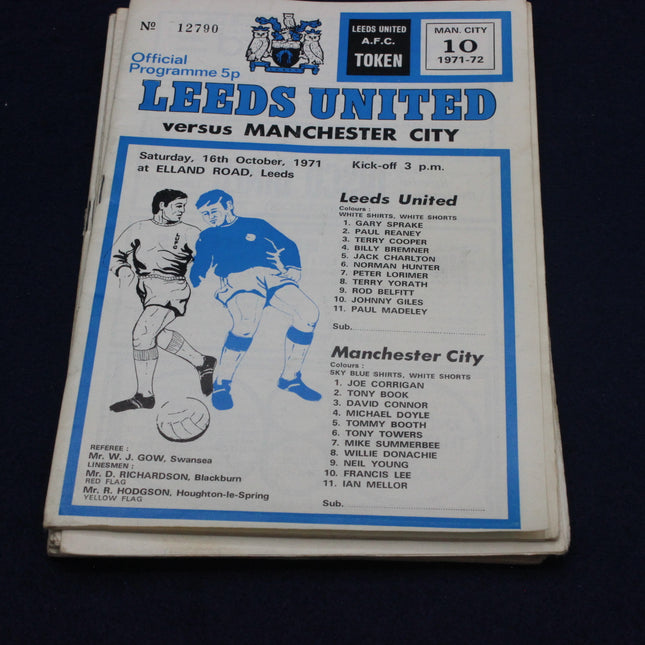 Nº 12790
LEEDS UNITED
A.F.C.
TOKEN
MAN. CITY
10
1971-72
Official
Programme 5p
LEEDS UNITED
versus MANCHESTER CITY
Saturday, 16th October, 1971
at ELLAND ROAD, Leeds
Kick-off 3 p.m.
Leeds United
Colours :
WHITE SHIRTS, WHITE SHORTS
1. GARY SPRAKE
2. PAUL REANEY
3. TERRY COOPER
4. BILLY BREMNER
5. JACK CHARLTON
6. NORMAN HUNTER
7. PETER LORIMER
8. TERRY YORATH
9. ROD BELFITT
10. JOHNNY GILES
11. PAUL MADELEY
Sub.
Manchester City
Colours :
SKY BLUE SHIRTS, WHITE SHORTS
1. JOE CORRIGAN
2. TONY BOOK
3. DAVID CONNOR
4. MICHAEL DOYLE
5. TOMMY BOOTH
6. TONY TOWERS
7. MIKE SUMMERBEE
8. WILLIE DONACHIE
9. NEIL YOUNG
10. FRANCIS LEE
11. IAN MELLOR
Sub.
REFEREE :
Mr. W. J. GOW, Swansea
LINESMEN :
Mr. D. RICHARDSON, Blackburn
RED FLAG
Mr. R. HODGSON, Houghton-le-Spring
YELLOW FLAG